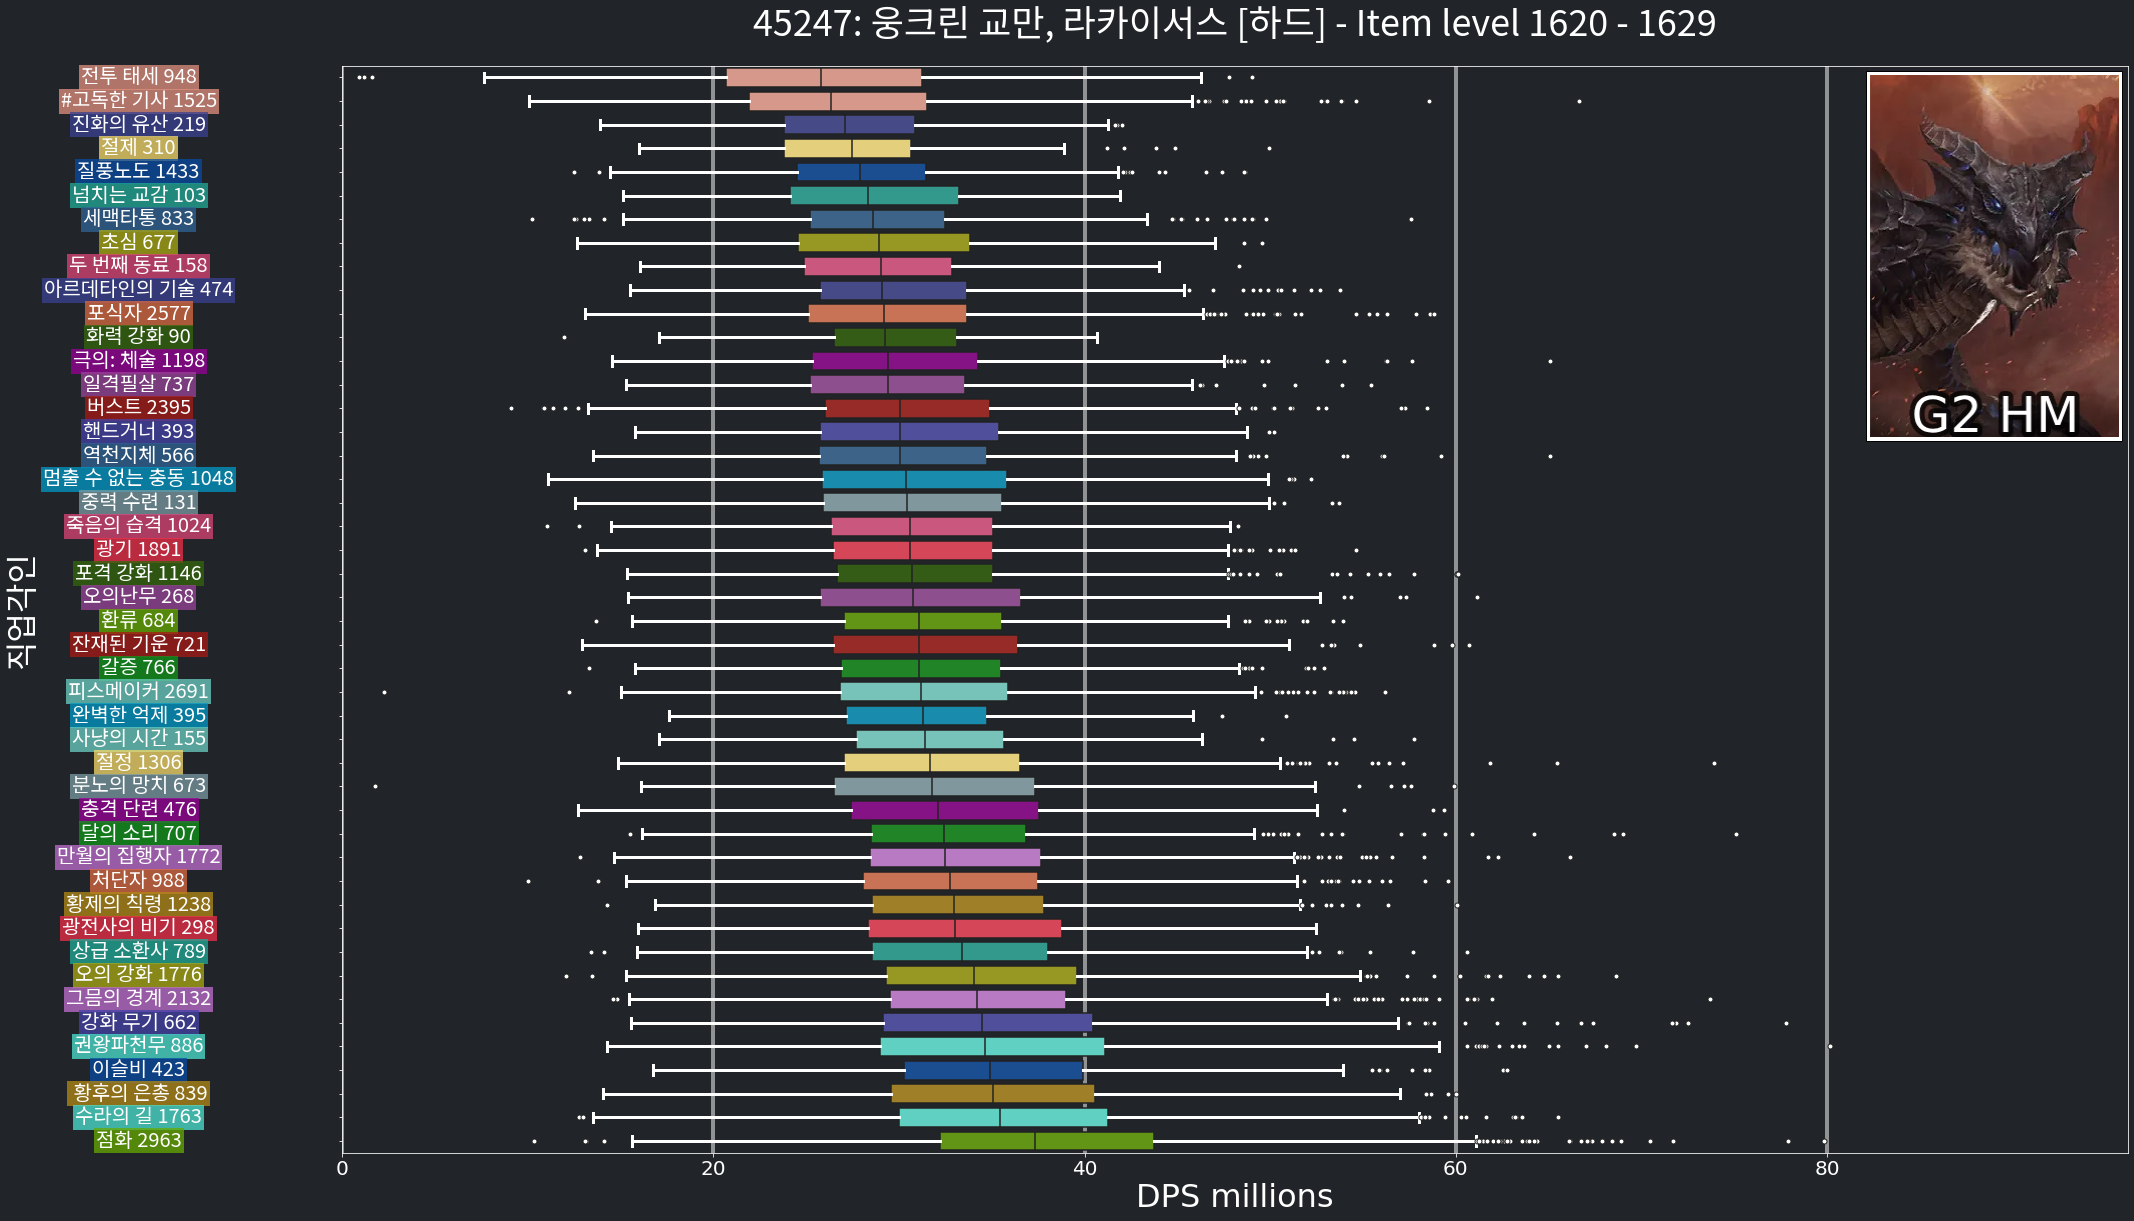 45247: 웅크린 교만, 라카이서스 [하드] - Item level 1620 - 1629
전투 태세 948
#고독한 기사 1525
진화의 유산 219
절제 310
질풍노도 1433
넘치는 교감 103
세맥타통 833
초심 677
두 번째 동료 158
아르데타인의 기술 474
포식자 2577
화력 강화 90
극의: 체술 1198
일격필살 737
버스트 2395
핸드거너 393
역천지체 566
멈출 수 없는 충동 1048
중력 수련 131
죽음의 습격 1024
광기 1891
포격 강화 1146
오의난무 268
환류 684
잔재된 기운 721
갈증 766
피스메이커 2691
완벽한 억제 395
사냥의 시간 155
절정 1306
분노의 망치 673
충격 단련 476
달의 소리 707
만월의 집행자 1772
처단자 988
황제의 칙령 1238
광전사의 비기 298
상급 소환사 789
오의 강화 1776
그믐의 경계 2132
강화 무기 662
권왕파천무 886
이슬비 423
황후의 은총 839
수라의 길 1763
점화 2963
직업각인
G2 HM
0 20 40 60 80
DPS millions